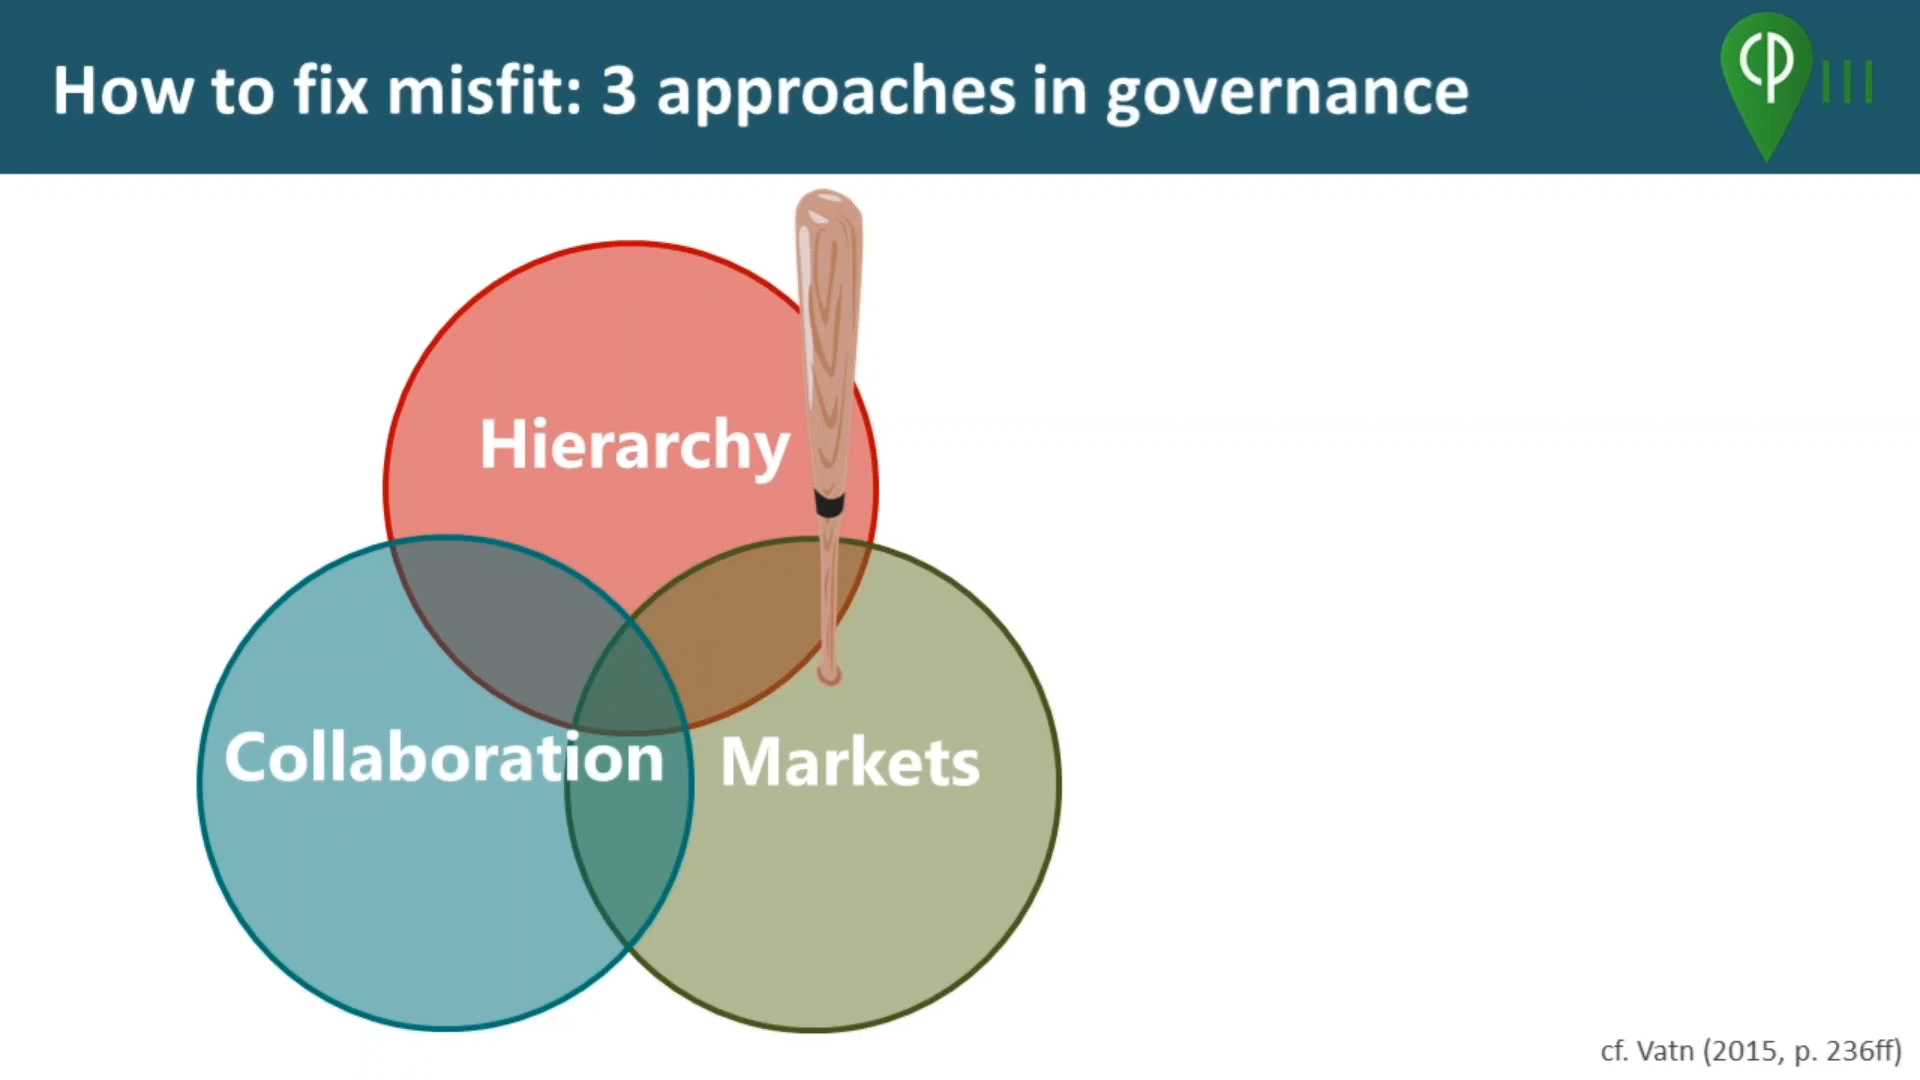 How to fix misfit: 3 approaches in governance
Hierarchy
Collaboration
Markets
cf. Vatn (2015, p. 236ff)